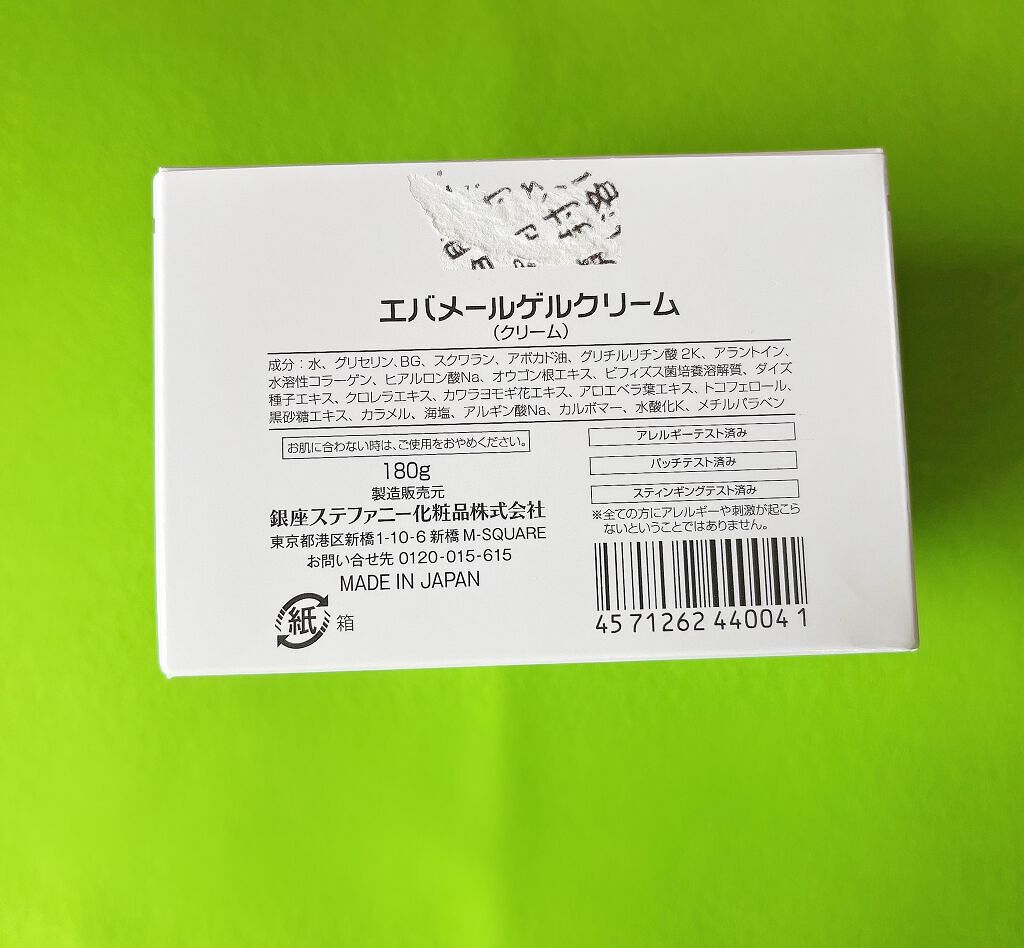 エバメールゲルクリーム
(クリーム)
成分：水、グリセリン、BG、スクワラン、アボカド油、グリチルリチン酸2K、アラントイン、
水溶性コラーゲン、ヒアルロン酸Na、オウゴン根エキス、ビフィズス菌培養溶解質、ダイズ
種子エキス、クロレラエキス、カワラヨモギ花エキス、アロエベラ葉エキス、トコフェロール、
黒砂糖エキス、カラメル、海塩、アルギン酸Na、カルボマー、水酸化K、メチルパラベン
お肌に合わない時は、ご使用をおやめください。
180g
製造販売元
銀座ステファニー化粧品株式会社
東京都港区新橋1-10-6 新橋M-SQUARE
お問い合せ先 0120-015-615
MADE IN JAPAN
紙 箱
アレルギーテスト済み
パッチテスト済み
スティンギングテスト済み
※全ての方にアレルギーや刺激が起こら
ないということではありません。
45 71262 44004 1